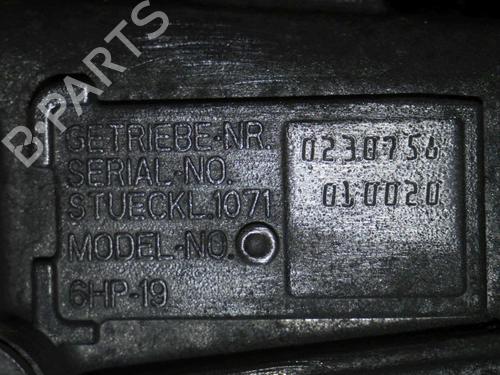 B-PARTS
GETRIEBE-NR. 0230756
SERIAL-NO. 010020
STUECKL.1071
MODEL-NO.
6HP-19